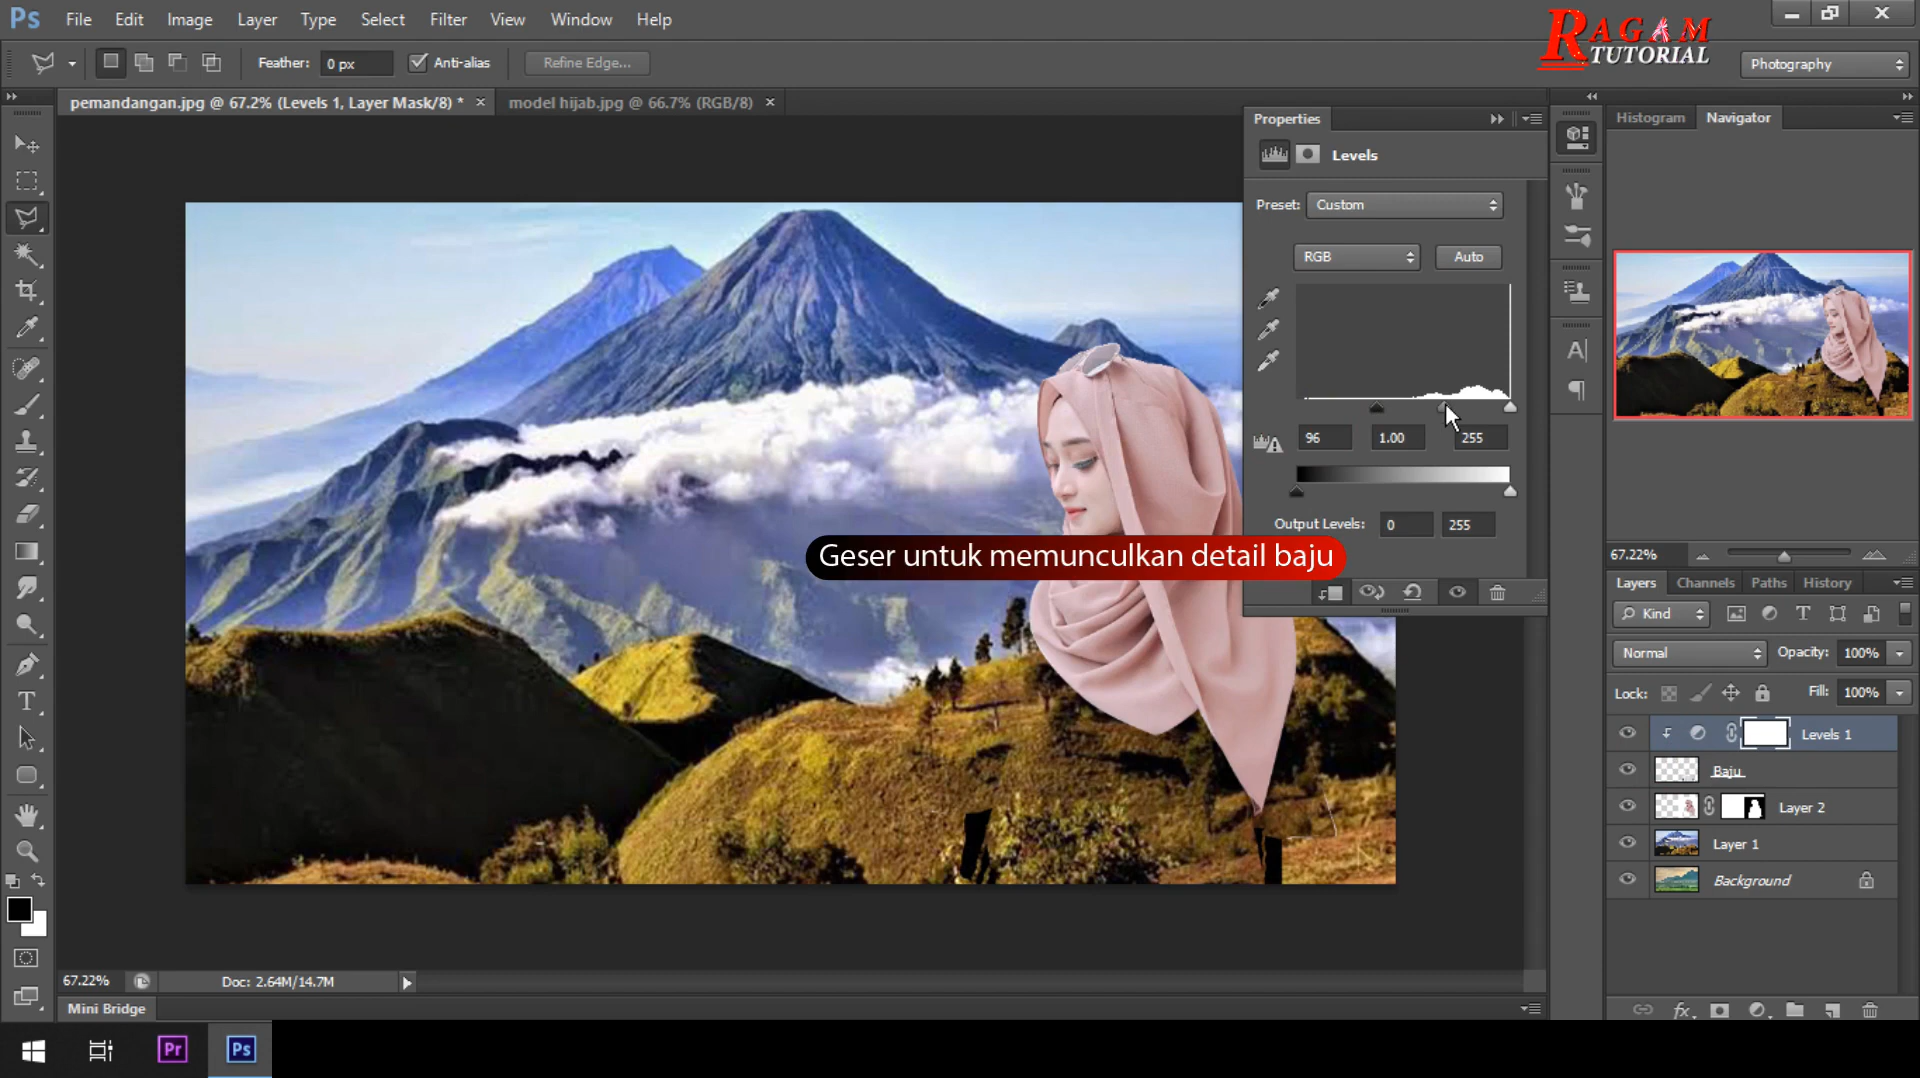 Ps File Edit Image Layer Type Select Filter View Window Help
RAGAM
TUTORIAL
Feather: 0 px Anti-alias Refine Edge... Photography
pemandangan.jpg @ 67.2% (Levels 1, Layer Mask/8) * × model hijab.jpg @ 66.7% (RGB/8) ×
Properties
Levels
Preset: Custom
RGB Auto
96 1.00 255
Output Levels: 0 255
Geser untuk memunculkan detail baju
Histogram Navigator
67.22%
Layers Channels Paths History
Kind
Normal Opacity: 100%
Lock: Fill: 100%
Levels 1
Baju
Layer 2
Layer 1
Background
67.22% Doc: 2.64M/14.7M
Mini Bridge
Pr Ps